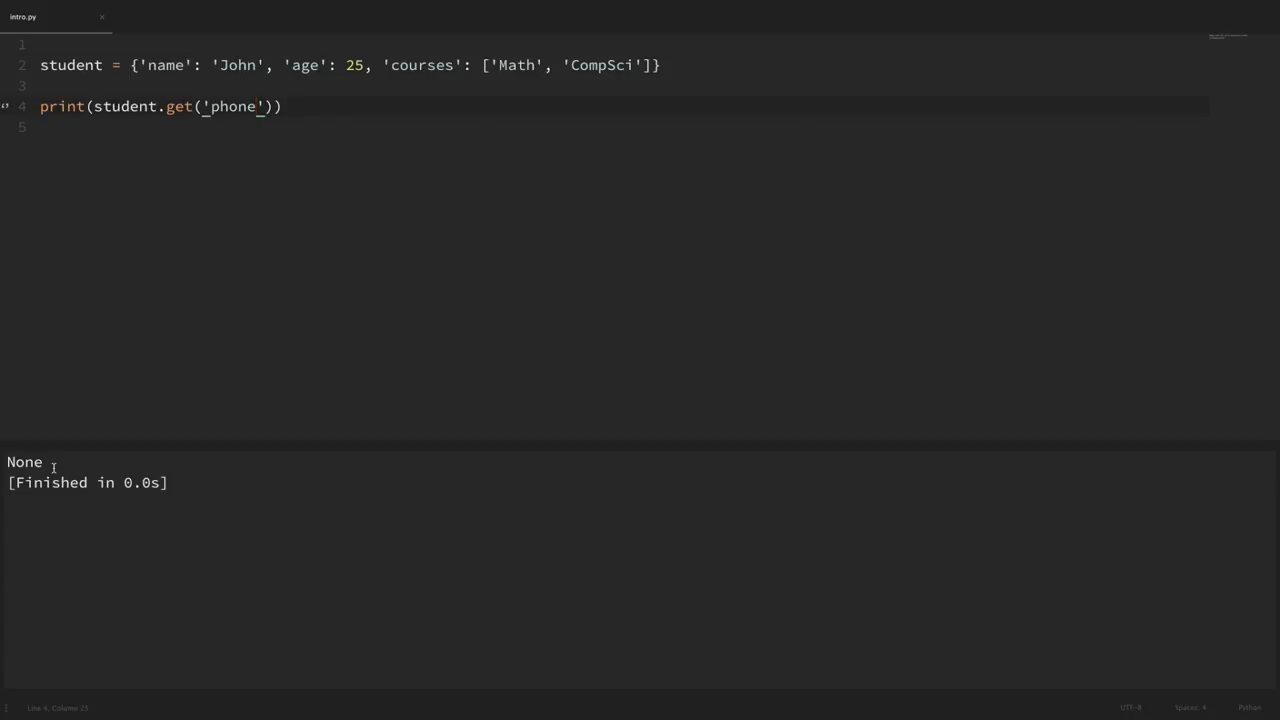 intro.py ×
1
2 student = {'name': 'John', 'age': 25, 'courses': ['Math', 'CompSci']}
3
4 print(student.get('phone'))
5
None
[Finished in 0.0s]
Line 4, Column 25 UTF-8 Spaces: 4 Python